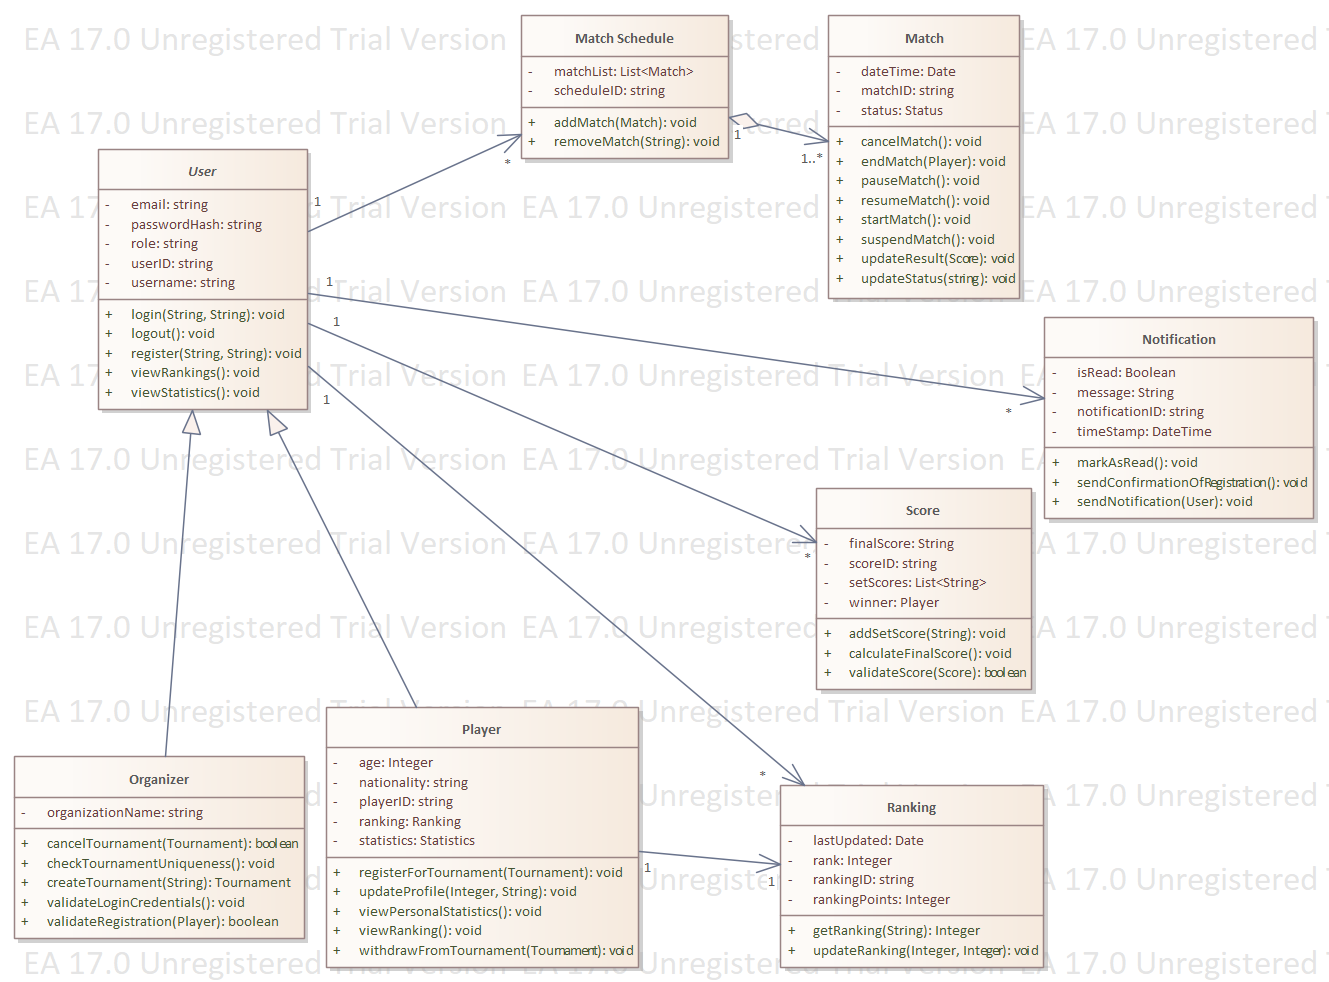 EA 17.0 Unregistered Trial Version
Match Schedule
- matchList: List<Match>
- scheduleID: string
+ addMatch(Match): void
+ removeMatch(String): void
1
1..*
Match
- dateTime: Date
- matchID: string
- status: Status
+ cancelMatch(): void
+ endMatch(Player): void
+ pauseMatch(): void
+ resumeMatch(): void
+ startMatch(): void
+ suspendMatch(): void
+ updateResult(Score): void
+ updateStatus(string): void
User
- email: string
- passwordHash: string
- role: string
- userID: string
- username: string
+ login(String, String): void
+ logout(): void
+ register(String, String): void
+ viewRankings(): void
+ viewStatistics(): void
1
*
1
*
1
*
1
*
Notification
- isRead: Boolean
- message: String
- notificationID: string
- timeStamp: DateTime
+ markAsRead(): void
+ sendConfirmationOfRegistration(): void
+ sendNotification(User): void
Score
- finalScore: String
- scoreID: string
- setScores: List<String>
- winner: Player
+ addSetScore(String): void
+ calculateFinalScore(): void
+ validateScore(Score): boolean
Organizer
- organizationName: string
+ cancelTournament(Tournament): boolean
+ checkTournamentUniqueness(): void
+ createTournament(String): Tournament
+ validateLoginCredentials(): void
+ validateRegistration(Player): boolean
Player
- age: Integer
- nationality: string
- playerID: string
- ranking: Ranking
- statistics: Statistics
+ registerForTournament(Tournament): void
+ updateProfile(Integer, String): void
+ viewPersonalStatistics(): void
+ viewRanking(): void
+ withdrawFromTournament(Tournament): void
1
1
Ranking
- lastUpdated: Date
- rank: Integer
- rankingID: string
- rankingPoints: Integer
+ getRanking(String): Integer
+ updateRanking(Integer, Integer): void